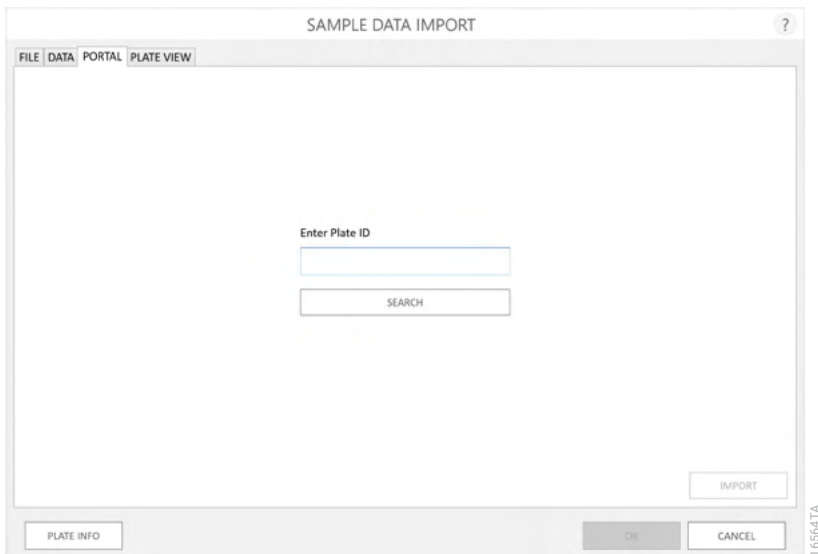 SAMPLE DATA IMPORT ?
FILE DATA PORTAL PLATE VIEW
Enter Plate ID
SEARCH
IMPORT
PLATE INFO OK CANCEL
16564TA